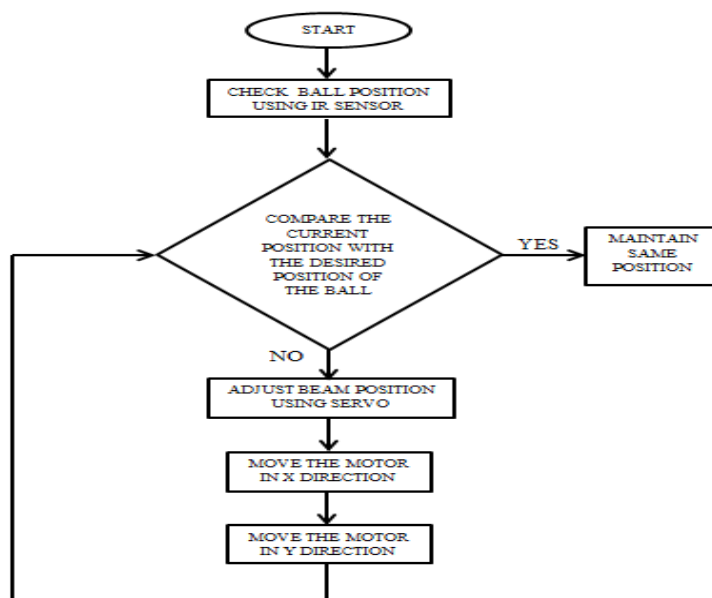 START
CHECK BALL POSITION
USING IR SENSOR
COMPARE THE
CURRENT
POSITION WITH
THE DESIRED
POSITION OF
THE BALL
YES
MAINTAIN
SAME
POSITION
NO
ADJUST BEAM POSITION
USING SERVO
MOVE THE MOTOR
IN X DIRECTION
MOVE THE MOTOR
IN Y DIRECTION